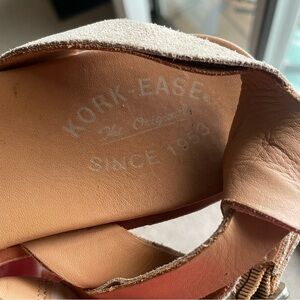 KORK-EASE®
The Original
SINCE 1953